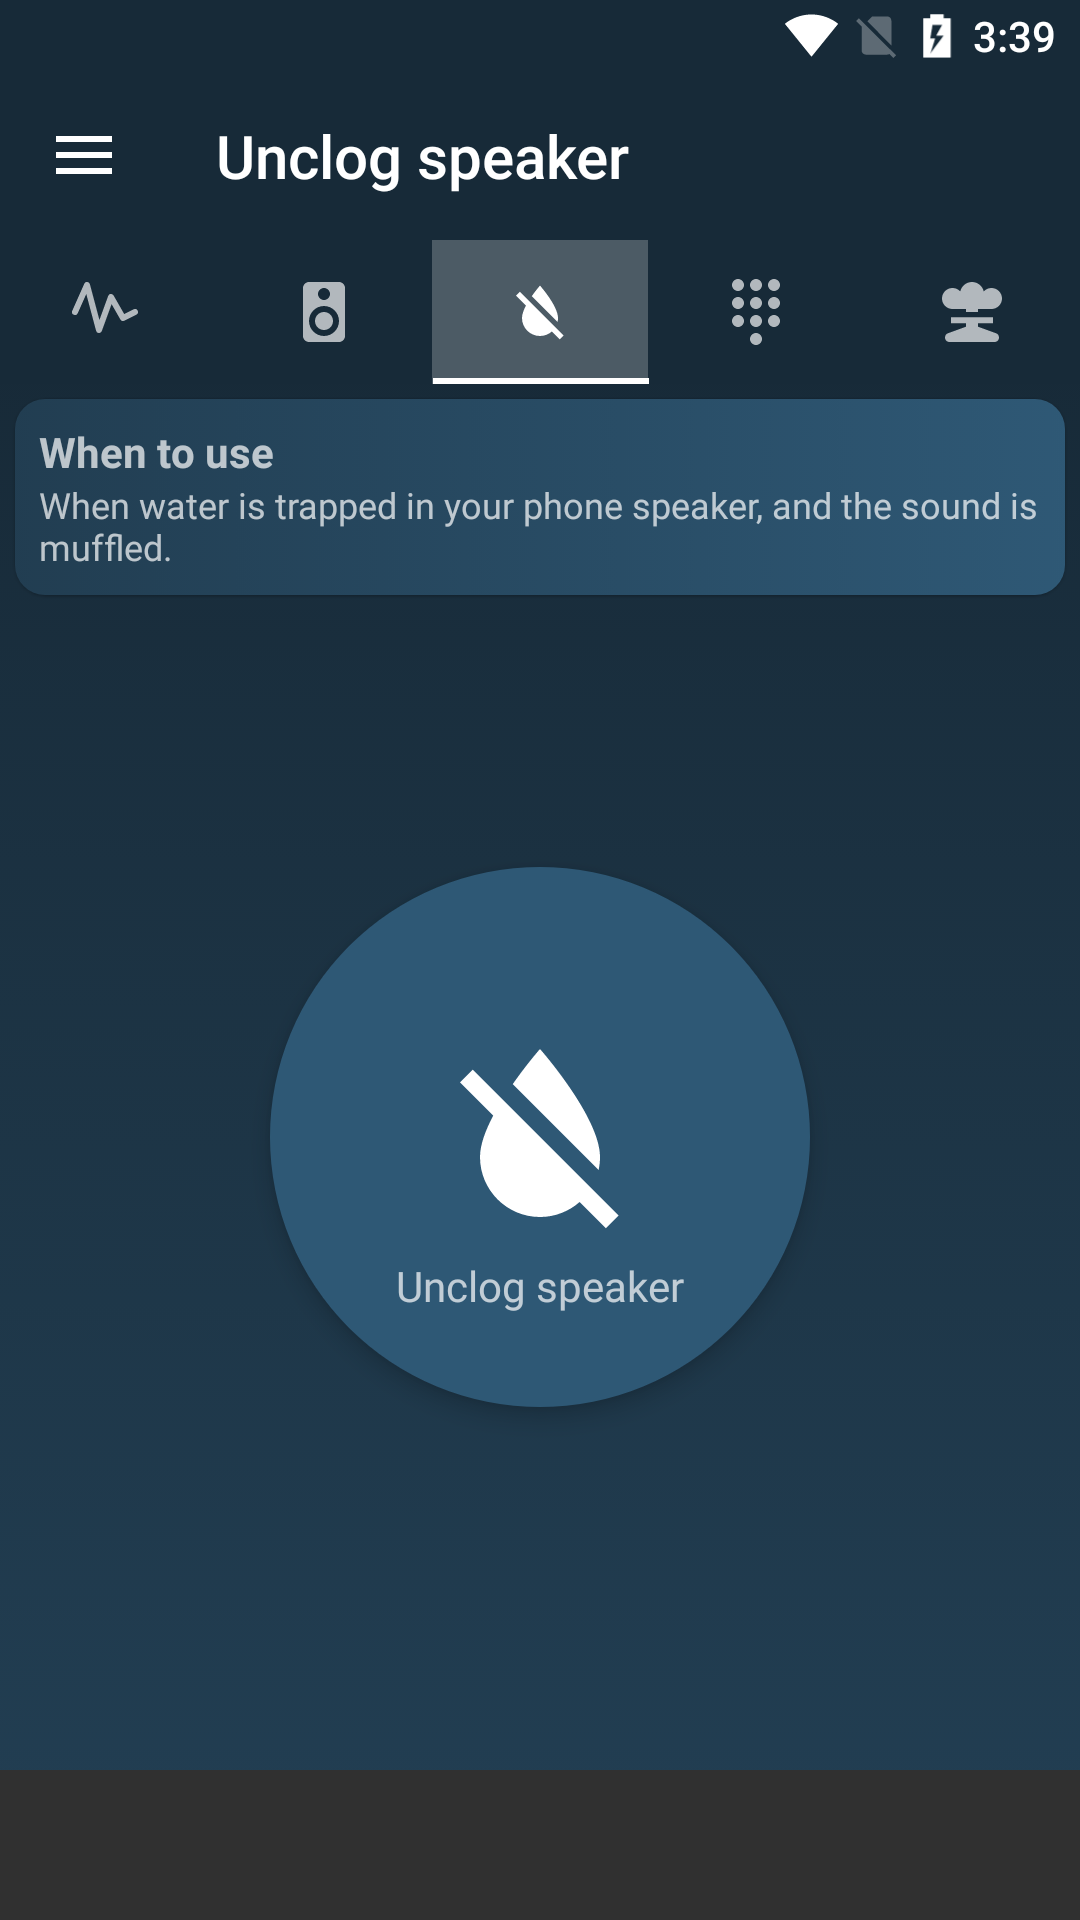 3:39
Unclog speaker
When to use
When water is trapped in your phone speaker, and the sound is
muffled.
Unclog speaker